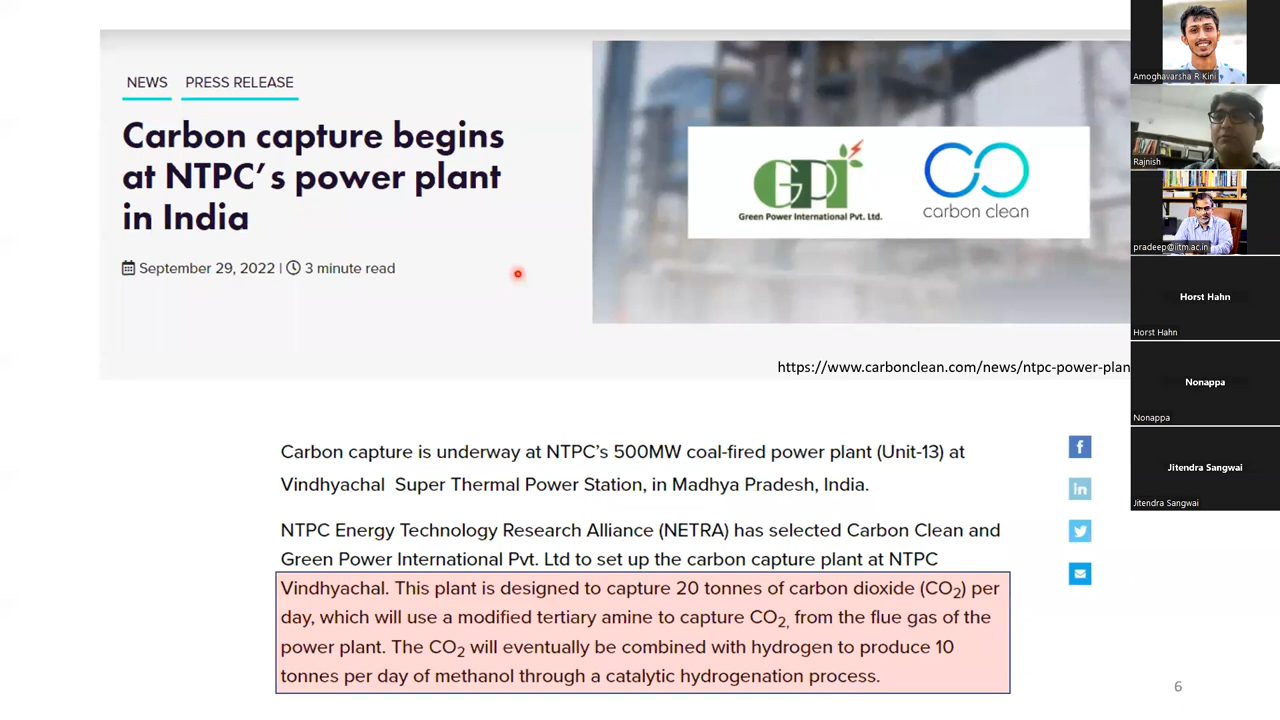 NEWS PRESS RELEASE
Carbon capture begins
at NTPC's power plant
in India
September 29, 2022 | 3 minute read
GPI
Green Power International Pvt. Ltd.
carbon clean
https://www.carbonclean.com/news/ntpc-power-plan
Carbon capture is underway at NTPC's 500MW coal-fired power plant (Unit-13) at
Vindhyachal Super Thermal Power Station, in Madhya Pradesh, India.
NTPC Energy Technology Research Alliance (NETRA) has selected Carbon Clean and
Green Power International Pvt. Ltd to set up the carbon capture plant at NTPC
Vindhyachal. This plant is designed to capture 20 tonnes of carbon dioxide (CO2) per
day, which will use a modified tertiary amine to capture CO2, from the flue gas of the
power plant. The CO2 will eventually be combined with hydrogen to produce 10
tonnes per day of methanol through a catalytic hydrogenation process.
f
in
6
Amoghavarsha R Kini
Rajnish
pradeep@iitm.ac.in
Horst Hahn
Horst Hahn
Nonappa
Nonappa
Jitendra Sangwai
Jitendra Sangwai